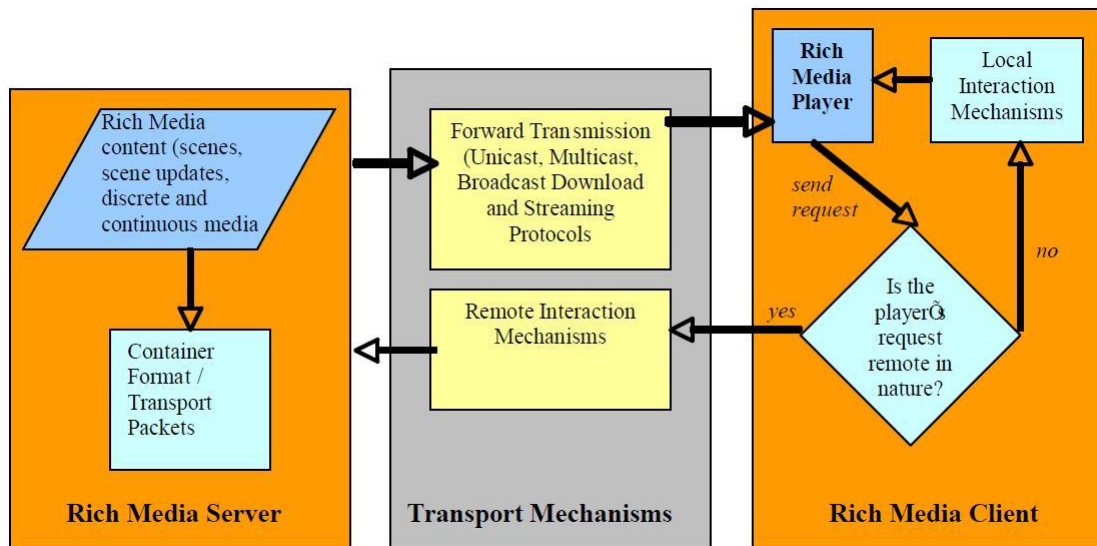 Rich Media
content (scenes,
scene updates,
discrete and
continuous media
Container
Format /
Transport
Packets
Rich Media Server
Forward Transmission
(Unicast, Multicast,
Broadcast Download
and Streaming
Protocols
Remote Interaction
Mechanisms
Transport Mechanisms
Rich
Media
Player
Local
Interaction
Mechanisms
send
request
no
yes
Is the
playerÕs
request
remote in
nature?
Rich Media Client